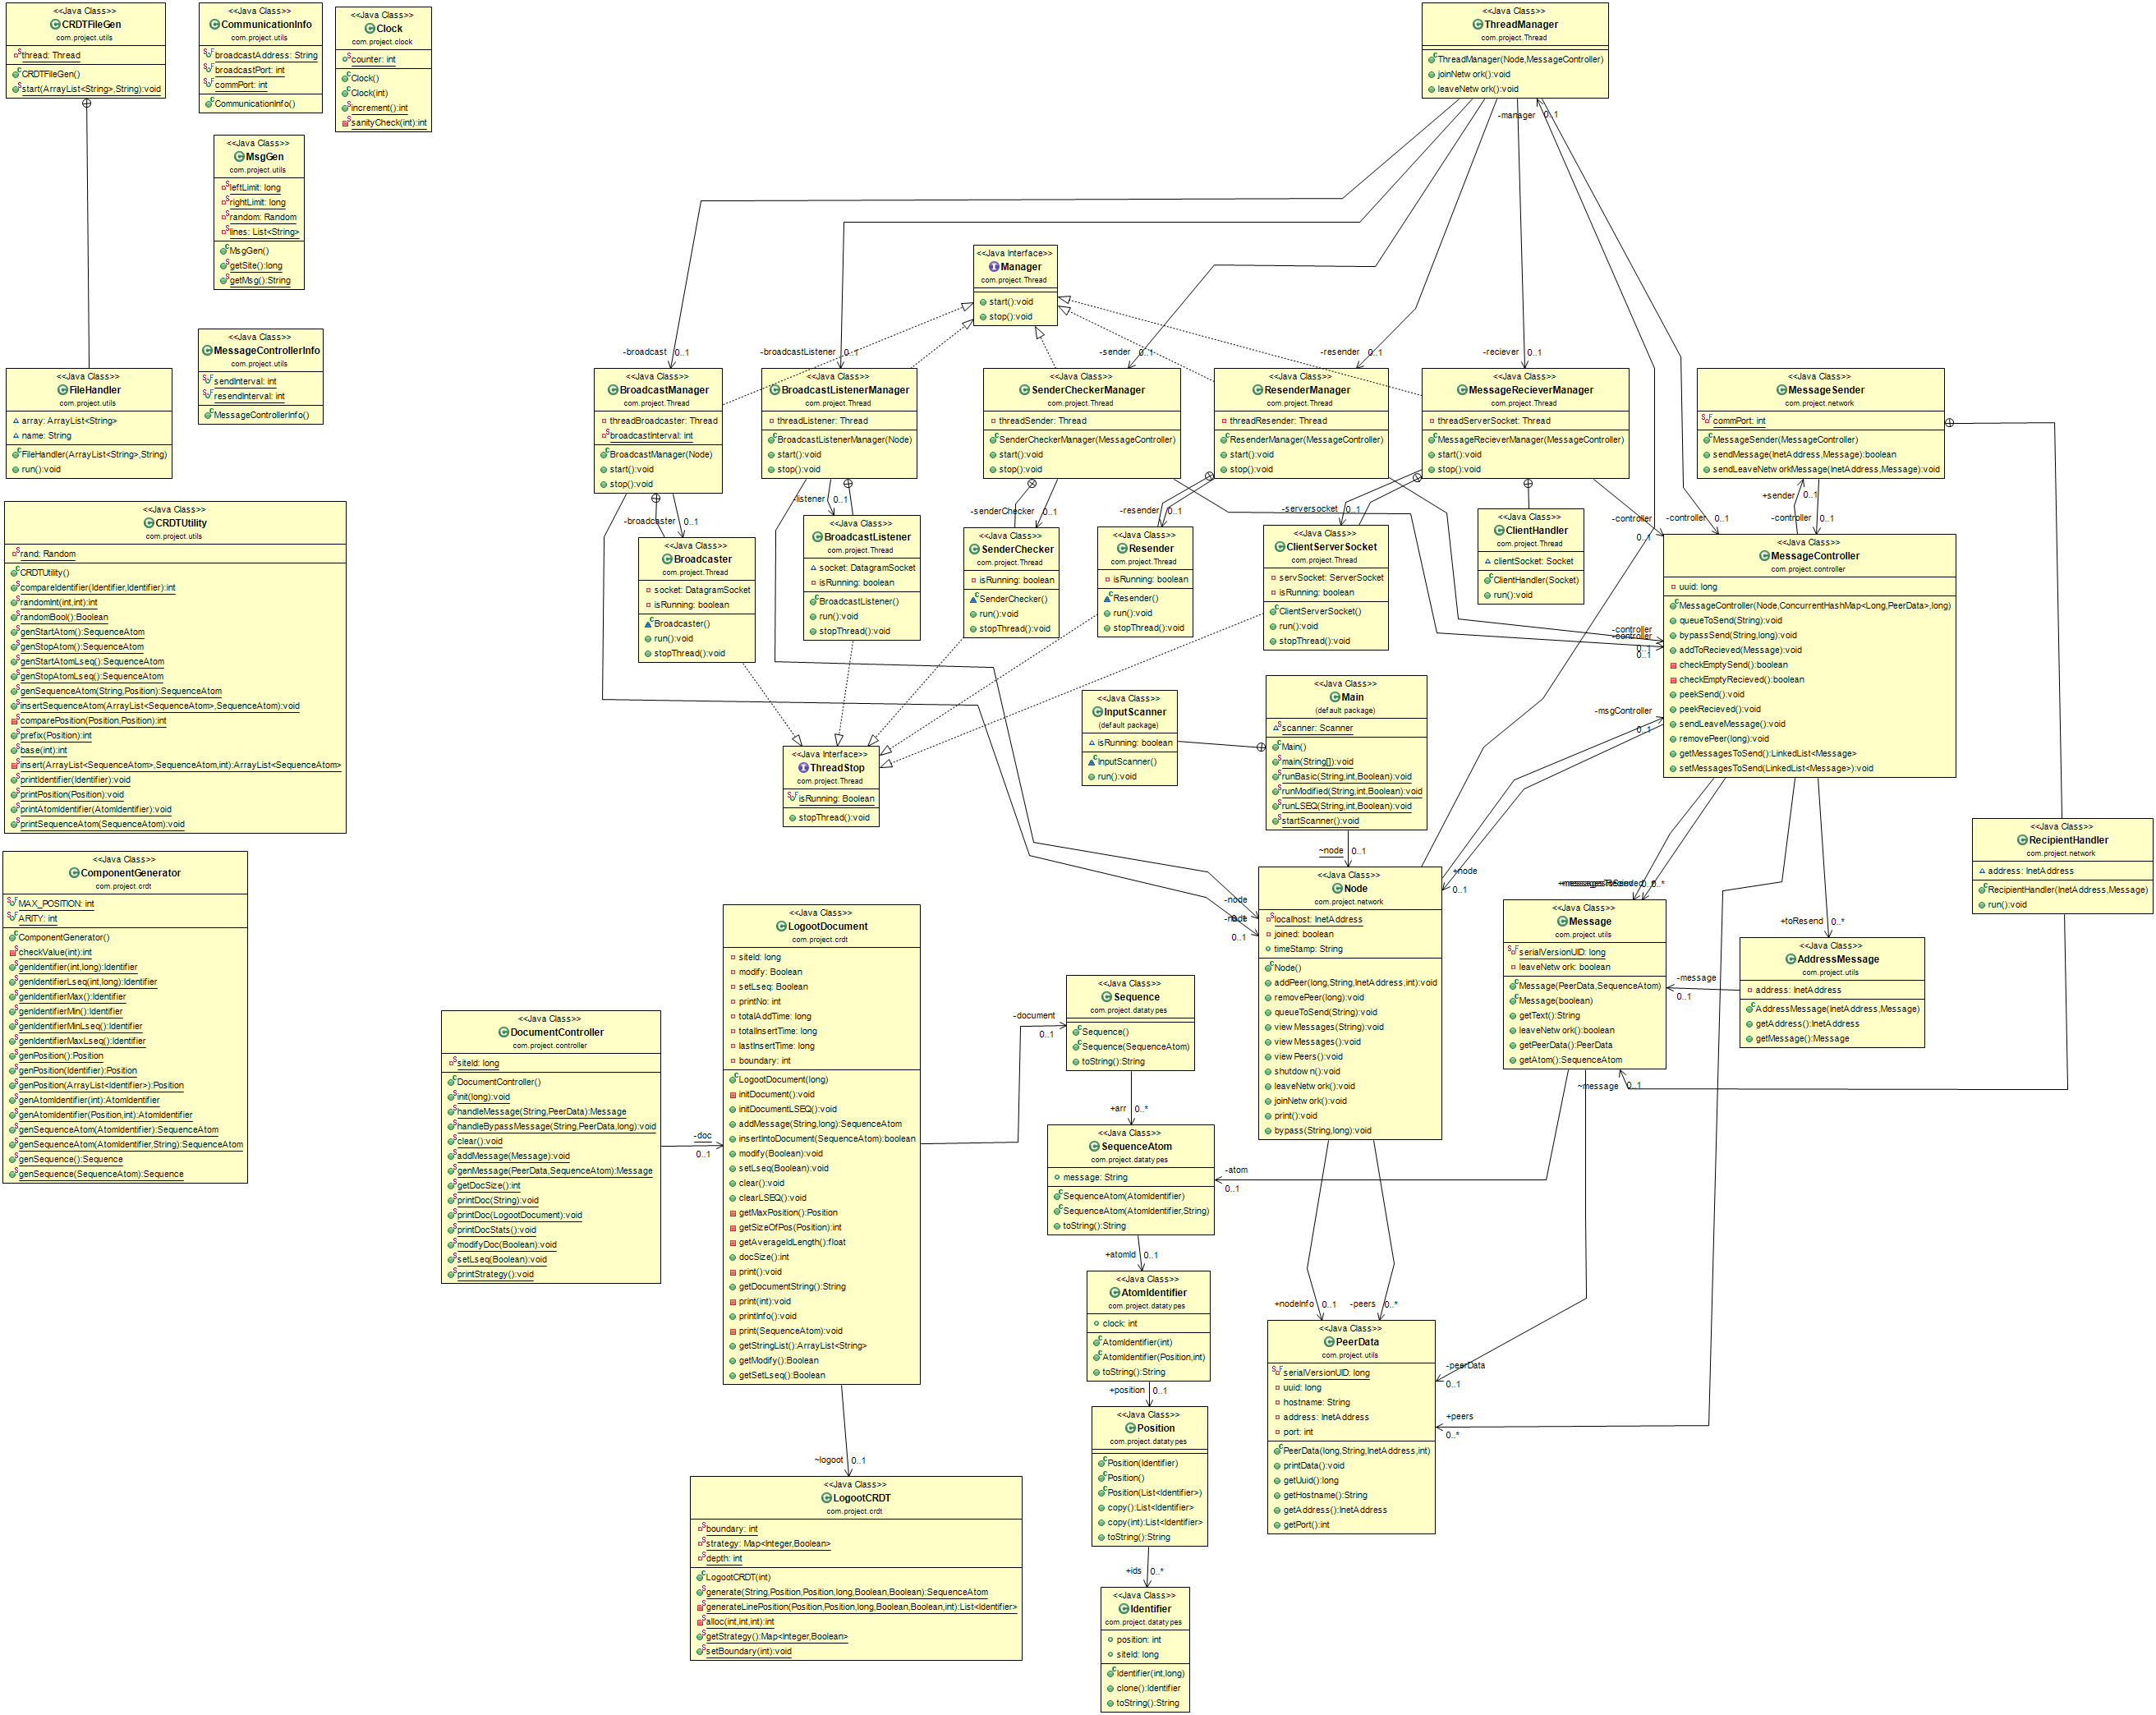 <<Java Class>>
CRDTFileGen
com.project.utils
thread: Thread
CRDTFileGen()
start(ArrayList<String>,String):void
<<Java Class>>
CommunicationInfo
com.project.utils
broadcastAddress: String
broadcastPort: int
commPort: int
CommunicationInfo()
<<Java Class>>
Clock
com.project.clock
counter: int
Clock()
Clock(int)
increment():int
sanityCheck(int):int
<<Java Class>>
MsgGen
com.project.utils
leftLimit: long
rightLimit: long
random: Random
lines: List<String>
MsgGen()
getSite():long
getMsg():String
<<Java Class>>
MessageControllerInfo
com.project.utils
sendInterval: int
resendInterval: int
MessageControllerInfo()
<<Java Class>>
FileHandler
com.project.utils
array: ArrayList<String>
name: String
FileHandler(ArrayList<String>,String)
run():void
<<Java Class>>
CRDTUtility
com.project.utils
rand: Random
CRDTUtility()
compareIdentifier(Identifier,Identifier):int
randomInt(int,int):int
randomBool():Boolean
genStartAtom():SequenceAtom
genStopAtom():SequenceAtom
genStartAtomLseq():SequenceAtom
genStopAtomLseq():SequenceAtom
genSequenceAtom(String,Position):SequenceAtom
insertSequenceAtom(ArrayList<SequenceAtom>,SequenceAtom):void
comparePosition(Position,Position):int
prefix(Position):int
base(int):int
insert(ArrayList<SequenceAtom>,SequenceAtom,int):ArrayList<SequenceAtom>
printIdentifier(Identifier):void
printPosition(Position):void
printAtomIdentifier(AtomIdentifier):void
printSequenceAtom(SequenceAtom):void
<<Java Class>>
ComponentGenerator
com.project.crdt
MAX_POSITION: int
ARITY: int
ComponentGenerator()
checkValue(int):int
genIdentifier(int,long):Identifier
genIdentifierLseq(int,long):Identifier
genIdentifierMax():Identifier
genIdentifierMin():Identifier
genIdentifierMinLseq():Identifier
genIdentifierMaxLseq():Identifier
genPosition():Position
genPosition(Identifier):Position
genPosition(ArrayList<Identifier>):Position
genAtomIdentifier(int):AtomIdentifier
genAtomIdentifier(Position,int):AtomIdentifier
genSequenceAtom(AtomIdentifier):SequenceAtom
genSequenceAtom(AtomIdentifier,String):SequenceAtom
genSequence():Sequence
genSequence(SequenceAtom):Sequence
<<Java Class>>
ThreadManager
com.project.Thread
ThreadManager(Node,MessageController)
joinNetwork():void
leaveNetwork():void
-manager 0..1
<<Java Interface>>
Manager
com.project.Thread
start():void
stop():void
-broadcast 0..1
-broadcastListener 0..1
-sender 0..1
-resender 0..1
-reciever 0..1
<<Java Class>>
BroadcastManager
com.project.Thread
threadBroadcaster: Thread
broadcastInterval: int
BroadcastManager(Node)
start():void
stop():void
<<Java Class>>
BroadcastListenerManager
com.project.Thread
threadListener: Thread
BroadcastListenerManager(Node)
start():void
stop():void
<<Java Class>>
SenderCheckerManager
com.project.Thread
threadSender: Thread
SenderCheckerManager(MessageController)
start():void
stop():void
<<Java Class>>
ResenderManager
com.project.Thread
threadResender: Thread
ResenderManager(MessageController)
start():void
stop():void
<<Java Class>>
MessageRecieverManager
com.project.Thread
threadServerSocket: Thread
MessageRecieverManager(MessageController)
start():void
stop():void
<<Java Class>>
MessageSender
com.project.network
commPort: int
MessageSender(MessageController)
sendMessage(InetAddress,Message):boolean
sendLeaveNetworkMessage(InetAddress,Message):void
-broadcaster 0..1
-listener 0..1
-senderChecker 0..1
-resender 0..1
-serversocket 0..1
-controller 0..1
-controller 0..1
+sender 0..1
-controller 0..1
<<Java Class>>
Broadcaster
com.project.Thread
socket: DatagramSocket
isRunning: boolean
Broadcaster()
run():void
stopThread():void
<<Java Class>>
BroadcastListener
com.project.Thread
socket: DatagramSocket
isRunning: boolean
BroadcastListener()
run():void
stopThread():void
<<Java Class>>
SenderChecker
com.project.Thread
isRunning: boolean
SenderChecker()
run():void
stopThread():void
<<Java Class>>
Resender
com.project.Thread
isRunning: boolean
Resender()
run():void
stopThread():void
<<Java Class>>
ClientServerSocket
com.project.Thread
servSocket: ServerSocket
isRunning: boolean
ClientServerSocket()
run():void
stopThread():void
<<Java Class>>
ClientHandler
com.project.Thread
clientSocket: Socket
ClientHandler(Socket)
run():void
<<Java Class>>
MessageController
com.project.controller
uuid: long
MessageController(Node,ConcurrentHashMap<Long,PeerData>,long)
queueToSend(String):void
bypassSend(String,long):void
addToRecieved(Message):void
checkEmptySend():boolean
checkEmptyRecieved():boolean
peekSend():void
peekRecieved():void
sendLeaveMessage():void
removePeer(long):void
getMessagesToSend():LinkedList<Message>
setMessagesToSend(LinkedList<Message>):void
-controller
-controller
0..1
0..1
-msgController
0..1
<<Java Interface>>
ThreadStop
com.project.Thread
isRunning: Boolean
stopThread():void
<<Java Class>>
InputScanner
(default package)
isRunning: boolean
InputScanner()
run():void
<<Java Class>>
Main
(default package)
scanner: Scanner
Main()
main(String[]):void
runBasic(String,int,Boolean):void
runModified(String,int,Boolean):void
runLSEQ(String,int,Boolean):void
startScanner():void
~node 0..1
<<Java Class>>
Node
com.project.network
localhost: InetAddress
joined: boolean
timeStamp: String
Node()
addPeer(long,String,InetAddress,int):void
removePeer(long):void
queueToSend(String):void
viewMessages(String):void
viewMessages():void
viewPeers():void
shutdown():void
leaveNetwork():void
joinNetwork():void
print():void
bypass(String,long):void
+node
0..1
-node
-node
0..1
<<Java Class>>
RecipientHandler
com.project.network
address: InetAddress
RecipientHandler(InetAddress,Message)
run():void
0..*
<<Java Class>>
Message
com.project.utils
serialVersionUID: long
leaveNetwork: boolean
Message(PeerData,SequenceAtom)
Message(boolean)
getText():String
leaveNetwork():boolean
getPeerData():PeerData
getAtom():SequenceAtom
+toResend 0..*
<<Java Class>>
AddressMessage
com.project.utils
address: InetAddress
AddressMessage(InetAddress,Message)
getAddress():InetAddress
getMessage():Message
-message
0..1
~message 0..1
<<Java Class>>
LogootDocument
com.project.crdt
siteId: long
modify: Boolean
setLseq: Boolean
printNo: int
totalAddTime: long
totalInsertTime: long
lastInsertTime: long
boundary: int
LogootDocument(long)
initDocument():void
initDocumentLSEQ():void
addMessage(String,long):SequenceAtom
insertIntoDocument(SequenceAtom):boolean
modify(Boolean):void
setLseq(Boolean):void
clear():void
clearLSEQ():void
getMaxPosition():Position
getSizeOfPos(Position):int
getAverageIdLength():float
docSize():int
print():void
getDocumentString():String
print(int):void
printInfo():void
print(SequenceAtom):void
getStringList():ArrayList<String>
getModify():Boolean
getSetLseq():Boolean
<<Java Class>>
DocumentController
com.project.controller
siteId: long
DocumentController()
init(long):void
handleMessage(String,PeerData):Message
handleBypassMessage(String,PeerData,long):void
clear():void
addMessage(Message):void
genMessage(PeerData,SequenceAtom):Message
getDocSize():int
printDoc(String):void
printDoc(LogootDocument):void
printDocStats():void
modifyDoc(Boolean):void
setLseq(Boolean):void
printStrategy():void
-doc
0..1
-document
0..1
<<Java Class>>
Sequence
com.project.datatypes
Sequence()
Sequence(SequenceAtom)
toString():String
+arr 0..*
<<Java Class>>
SequenceAtom
com.project.datatypes
message: String
SequenceAtom(AtomIdentifier)
SequenceAtom(AtomIdentifier,String)
toString():String
-atom
0..1
+atomId 0..1
<<Java Class>>
AtomIdentifier
com.project.datatypes
clock: int
AtomIdentifier(int)
AtomIdentifier(Position,int)
toString():String
+position 0..1
<<Java Class>>
Position
com.project.datatypes
Position(Identifier)
Position()
Position(List<Identifier>)
copy():List<Identifier>
copy(int):List<Identifier>
toString():String
+ids 0..*
<<Java Class>>
Identifier
com.project.datatypes
position: int
siteId: long
Identifier(int,long)
clone():Identifier
toString():String
+nodeInfo 0..1
-peers 0..*
<<Java Class>>
PeerData
com.project.utils
serialVersionUID: long
uuid: long
hostname: String
address: InetAddress
port: int
PeerData(long,String,InetAddress,int)
printData():void
getUuid():long
getHostname():String
getAddress():InetAddress
getPort():int
-peerData
0..1
+peers
0..*
~logoot 0..1
<<Java Class>>
LogootCRDT
com.project.crdt
boundary: int
strategy: Map<Integer,Boolean>
depth: int
LogootCRDT(int)
generate(String,Position,Position,long,Boolean,Boolean):SequenceAtom
generateLinePosition(Position,Position,long,Boolean,Boolean,int):List<Identifier>
alloc(int,int,int):int
getStrategy():Map<Integer,Boolean>
setBoundary(int):void